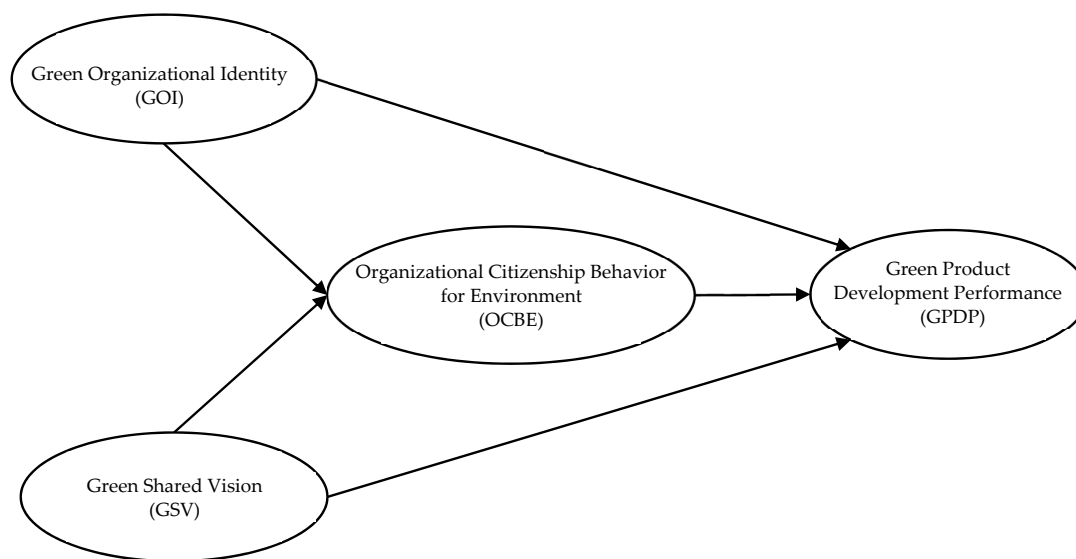 Green Organizational Identity
(GOI)
Organizational Citizenship Behavior
for Environment
(OCBE)
Green Product
Development Performance
(GPDP)
Green Shared Vision
(GSV)